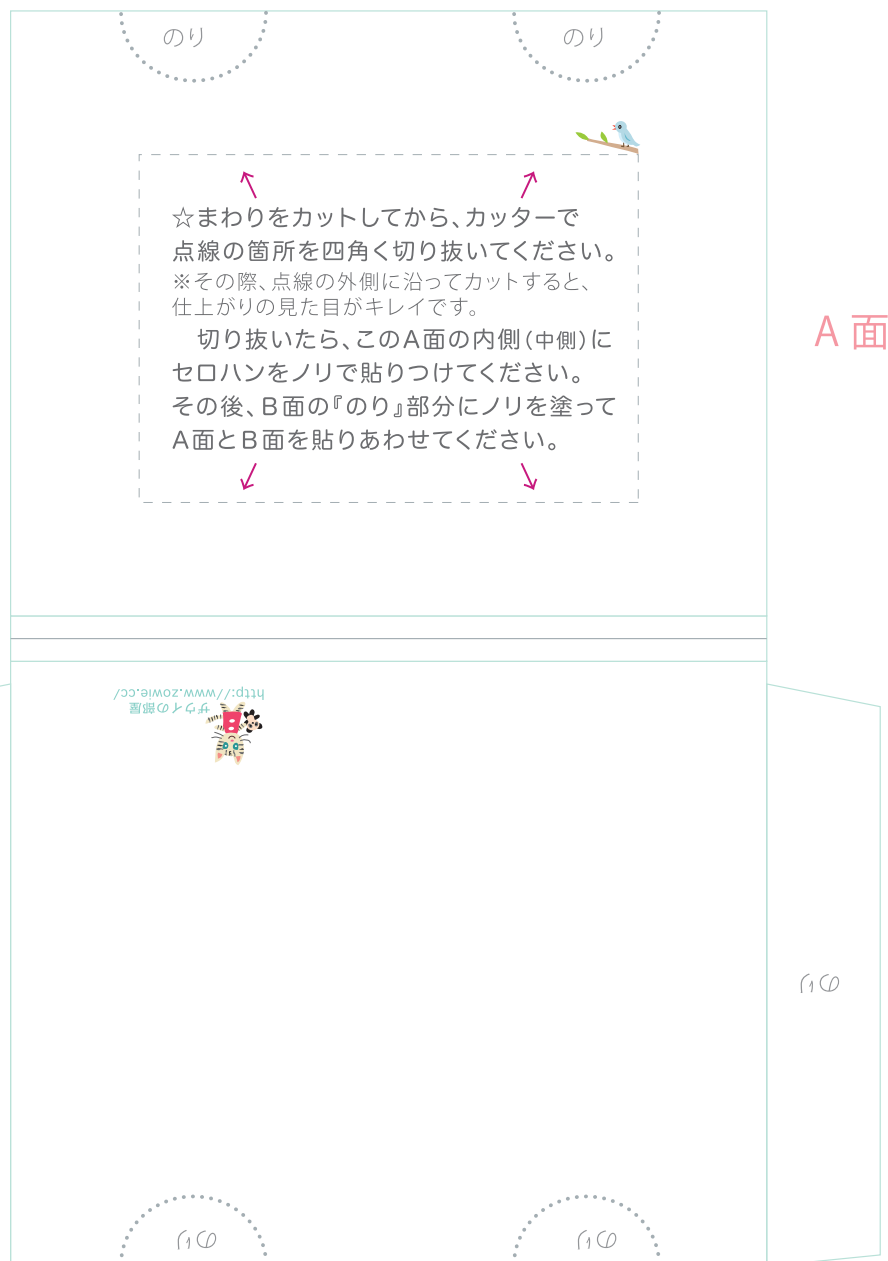 のり
のり
☆まわりをカットしてから、カッターで
点線の箇所を四角く切り抜いてください。
※その際、点線の外側に沿ってカットすると、
仕上がりの見た目がキレイです。
切り抜いたら、このA面の内側（中側）に
セロハンをノリで貼りつけてください。
その後、B面の『のり』部分にノリを塗って
A面とB面を貼りあわせてください。
A面
http://www.zowie.cc/
ザウイの部屋
のり
のり
のり